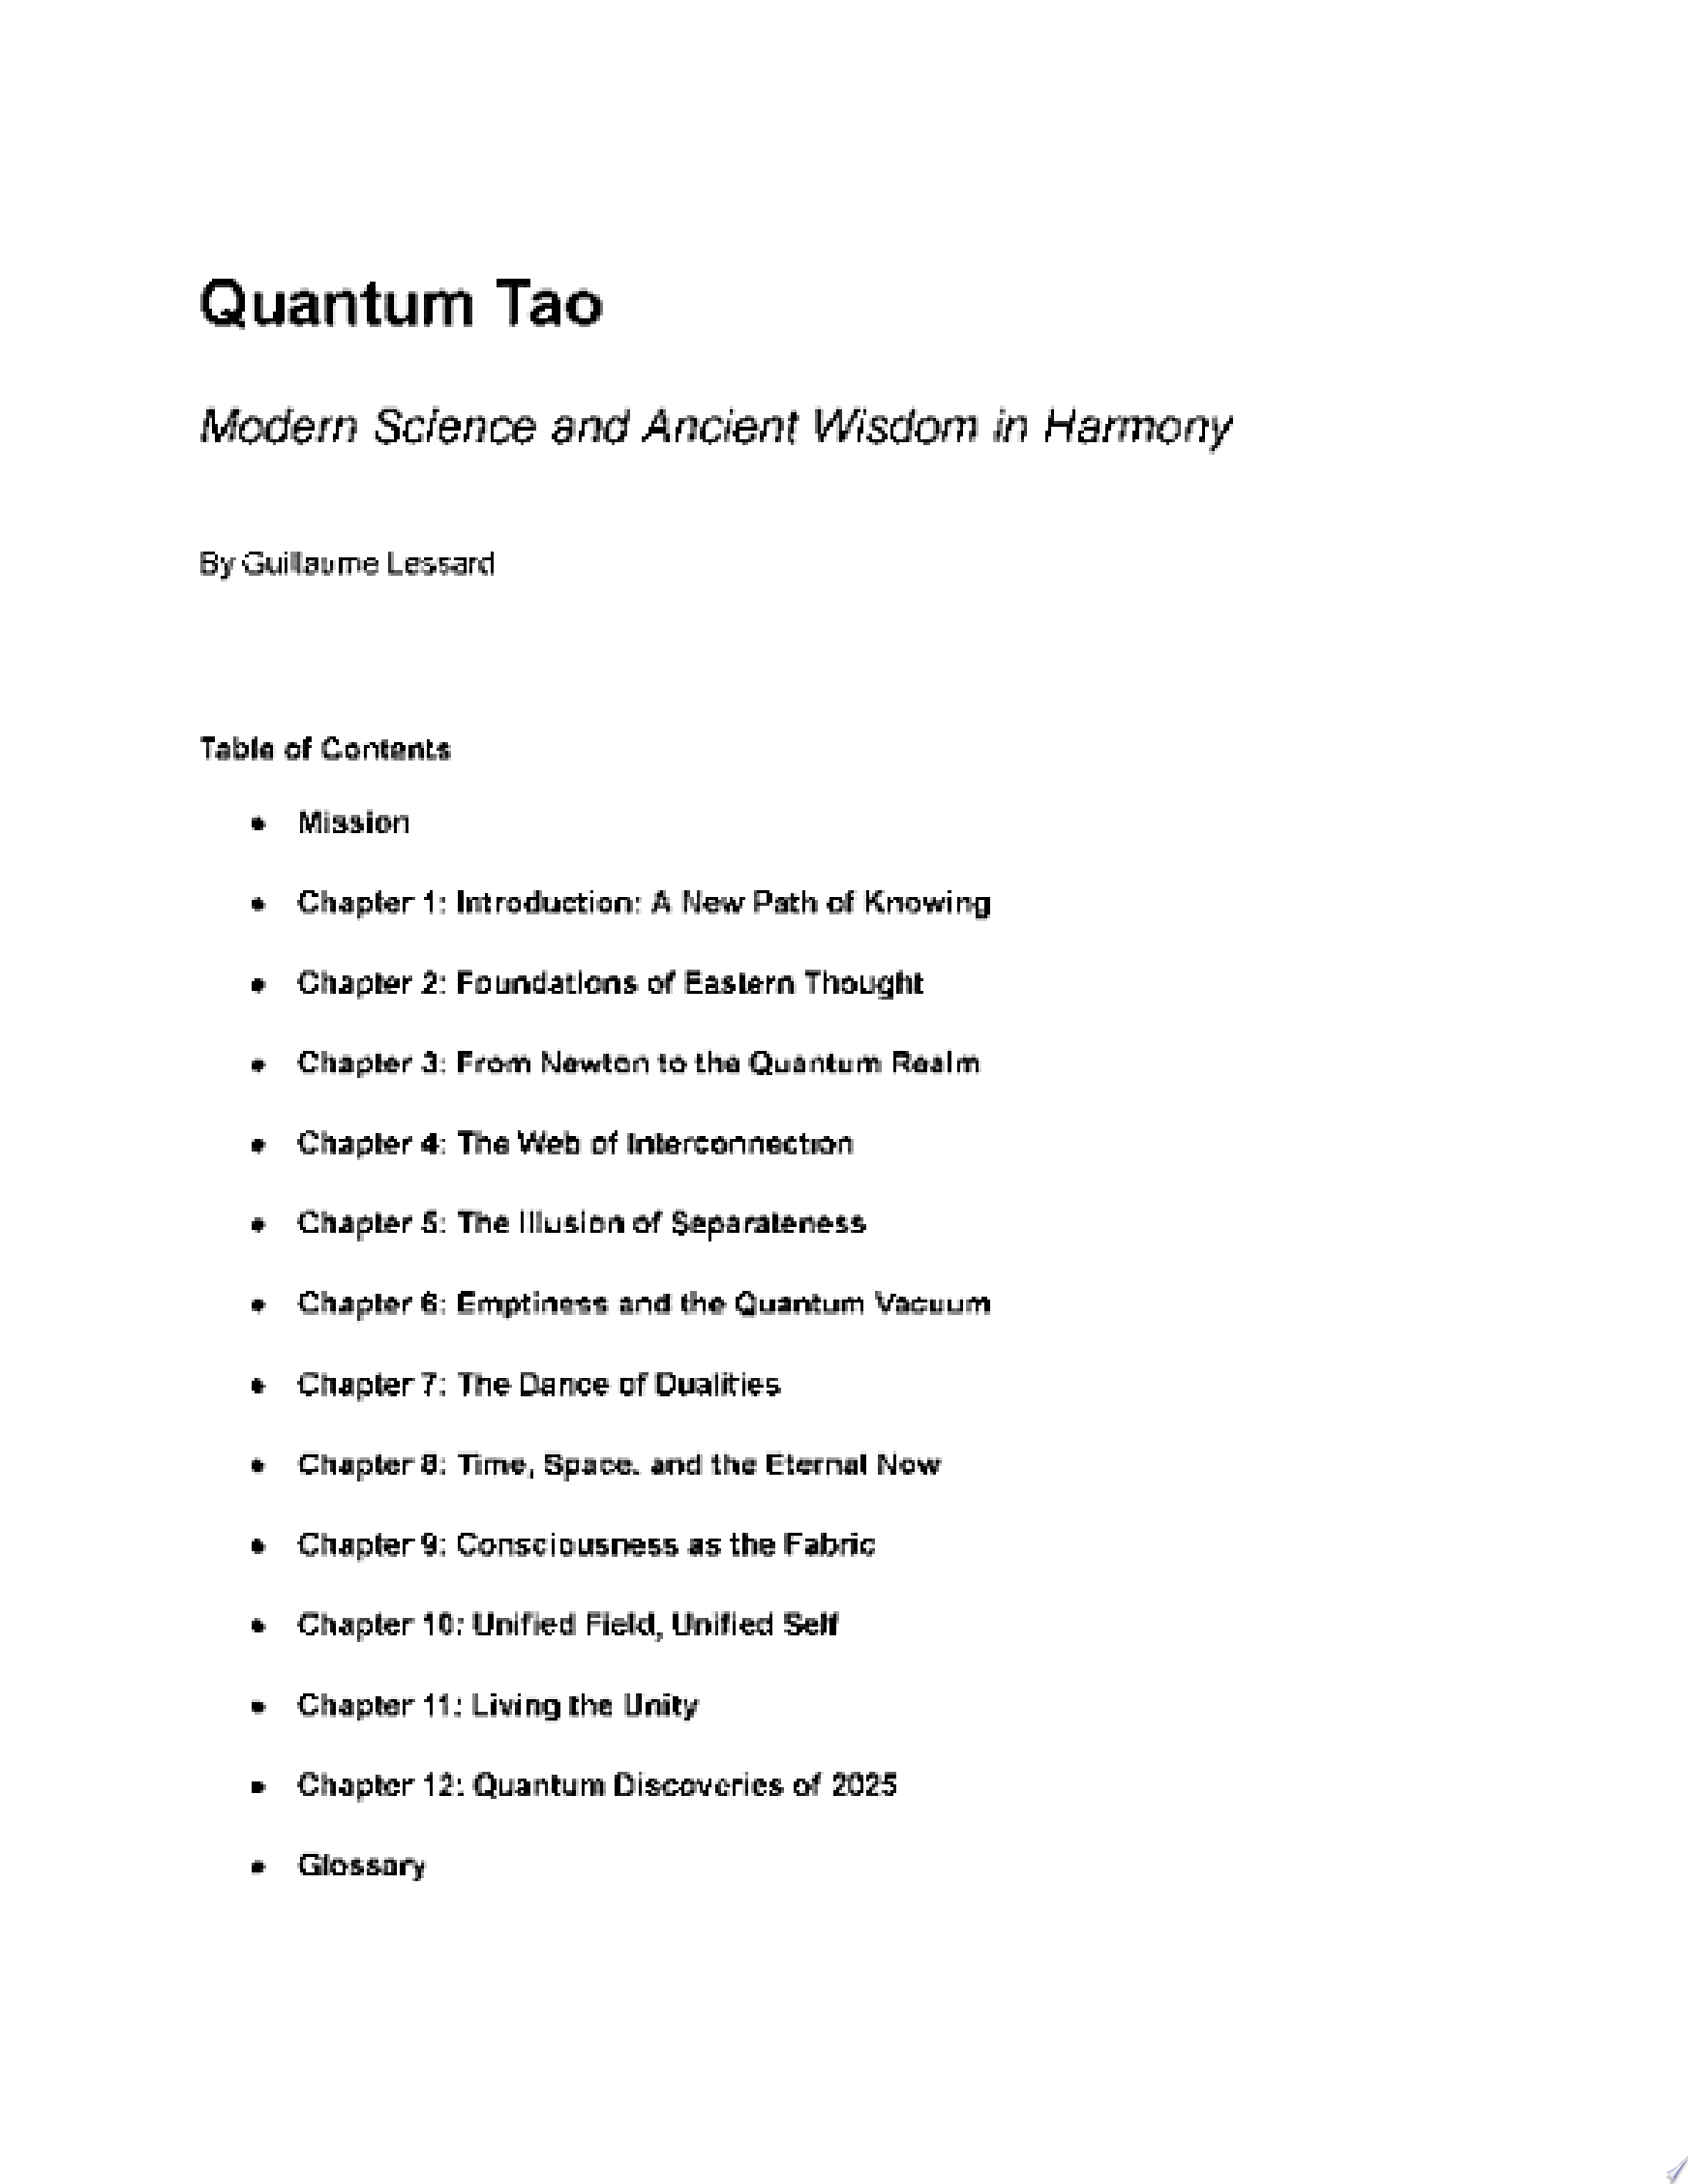 Quantum Tao
Modern Science and Ancient Wisdom in Harmony
By Guillaume Lessard
Table of Contents
• Mission
• Chapter 1: Introduction: A New Path of Knowing
• Chapter 2: Foundations of Eastern Thought
• Chapter 3: From Newton to the Quantum Realm
• Chapter 4: The Web of Interconnection
• Chapter 5: The Illusion of Separateness
• Chapter 6: Emptiness and the Quantum Vacuum
• Chapter 7: The Dance of Dualities
• Chapter 8: Time, Space, and the Eternal Now
• Chapter 9: Consciousness as the Fabric
• Chapter 10: Unified Field, Unified Self
• Chapter 11: Living the Unity
• Chapter 12: Quantum Discoveries of 2025
• Glossary